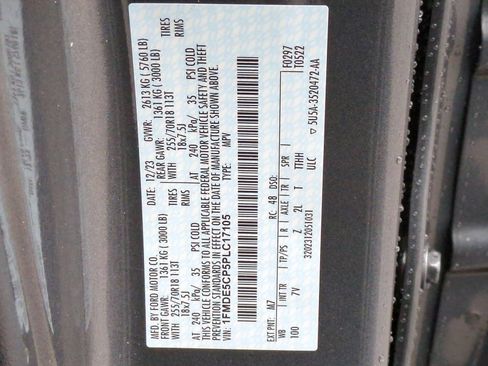 MFD. BY FORD MOTOR CO.
DATE: 12/23 GVWR: 2613 KG ( 5760 LB)
FRONT GAWR: 1361 KG ( 3000 LB) REAR GAWR: 1361 KG ( 3000 LB)
WITH 255/70R18 113T TIRES WITH 255/70R18 113T TIRES
18x7.5J RIMS 18x7.5J RIMS
AT 240 kPa/ 35 PSI COLD AT 240 kPa/ 35 PSI COLD
THIS VEHICLE CONFORMS TO ALL APPLICABLE FEDERAL MOTOR VEHICLE SAFETY AND THEFT
PREVENTION STANDARDS IN EFFECT ON THE DATE OF MANUFACTURE SHOWN ABOVE.
VIN: 1FMDE5CP5PLC17105
TYPE: MPV
F0297
T0522
EXT PNT: M7 RC: 48 DSO:
WB INT TR TP/PS R AXLE TR SPR
100 7V Z 2L T TTHH
ULC
3202312051031 5U5A-3520472-AA